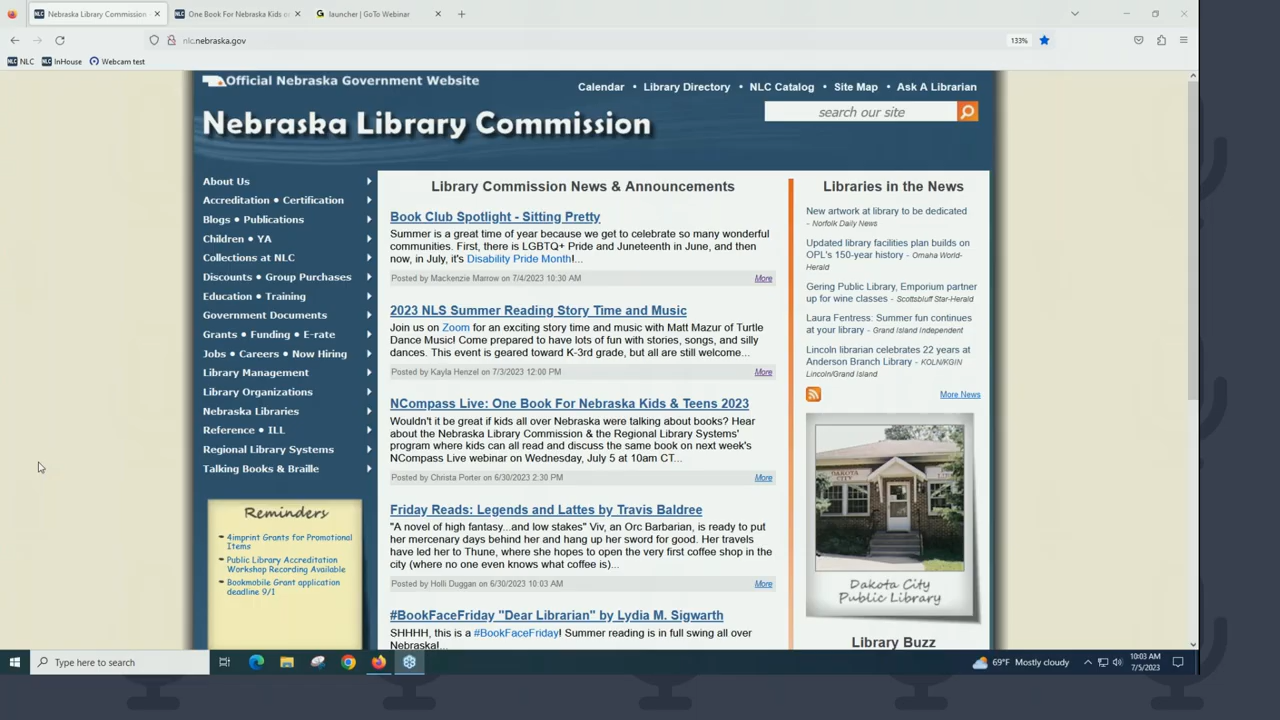 Nebraska Library Commission -
One Book For Nebraska Kids
launcher | GoTo Webinar
nlc.nebraska.gov
133%
NLC
InHouse
Webcam test
Official Nebraska Government Website
Calendar • Library Directory • NLC Catalog • Site Map • Ask A Librarian
Nebraska Library Commission
search our site
About Us
Accreditation • Certification
Blogs • Publications
Children • YA
Collections at NLC
Discounts • Group Purchases
Education • Training
Government Documents
Grants • Funding • E-rate
Jobs • Careers • Now Hiring
Library Management
Library Organizations
Nebraska Libraries
Reference • ILL
Regional Library Systems
Talking Books & Braille
Reminders
4imprint Grants for Promotional
Items
Public Library Accreditation
Workshop Recording Available
Bookmobile Grant application
deadline 9/1
Library Commission News & Announcements
Book Club Spotlight - Sitting Pretty
Summer is a great time of year because we get to celebrate so many wonderful
communities. First, there is LGBTQ+ Pride and Juneteenth in June, and then
now, in July, it's Disability Pride Month!...
Posted by Mackenzie Marrow on 7/4/2023 10:30 AM
More
2023 NLS Summer Reading Story Time and Music
Join us on Zoom for an exciting story time and music with Matt Mazur of Turtle
Dance Music! Come prepared to have lots of fun with stories, songs, and silly
dances. This event is geared toward K-3rd grade, but all are still welcome...
Posted by Kayla Henzel on 7/3/2023 12:00 PM
More
NCompass Live: One Book For Nebraska Kids & Teens 2023
Wouldn't it be great if kids all over Nebraska were talking about books? Hear
about the Nebraska Library Commission & the Regional Library Systems'
program where kids can all read and discuss the same book on next week's
NCompass Live webinar on Wednesday, July 5 at 10am CT...
Posted by Christa Porter on 6/30/2023 2:30 PM
More
Friday Reads: Legends and Lattes by Travis Baldree
"A novel of high fantasy...and low stakes" Viv, an Orc Barbarian, is ready to put
her mercenary days behind her and hang up her sword for good. Her travels
have led her to Thune, where she hopes to open the very first coffee shop in the
city (where no one even knows what coffee is)...
Posted by Holli Duggan on 6/30/2023 10:03 AM
More
#BookFaceFriday "Dear Librarian" by Lydia M. Sigwarth
SHHHH, this is a #BookFaceFriday! Summer reading is in full swing all over
Nebraska!...
Libraries in the News
New artwork at library to be dedicated
- Norfolk Daily News
Updated library facilities plan builds on
OPL's 150-year history - Omaha World-
Herald
Gering Public Library, Emporium partner
up for wine classes - Scottsbluff Star-Herald
Laura Fentress: Summer fun continues
at your library - Grand Island Independent
Lincoln librarian celebrates 22 years at
Anderson Branch Library - KOLN/KGIN
Lincoln/Grand Island
More News
DAKOTA
CITY
Dakota City
Public Library
Library Buzz
Type here to search
69°F Mostly cloudy
10:03 AM
7/5/2023